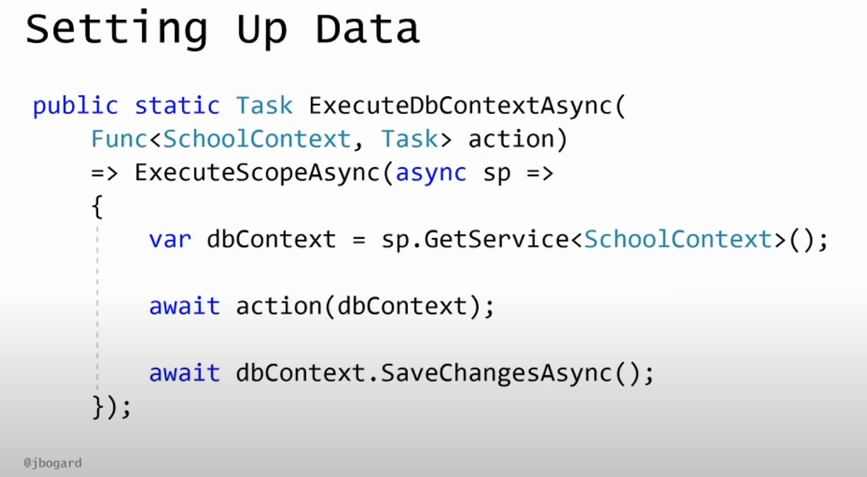 Setting Up Data
public static Task ExecuteDbContextAsync(
Func<SchoolContext, Task> action)
=> ExecuteScopeAsync(async sp =>
{
var dbContext = sp.GetService<SchoolContext>();
await action(dbContext);
await dbContext.SaveChangesAsync();
});
@jbogard